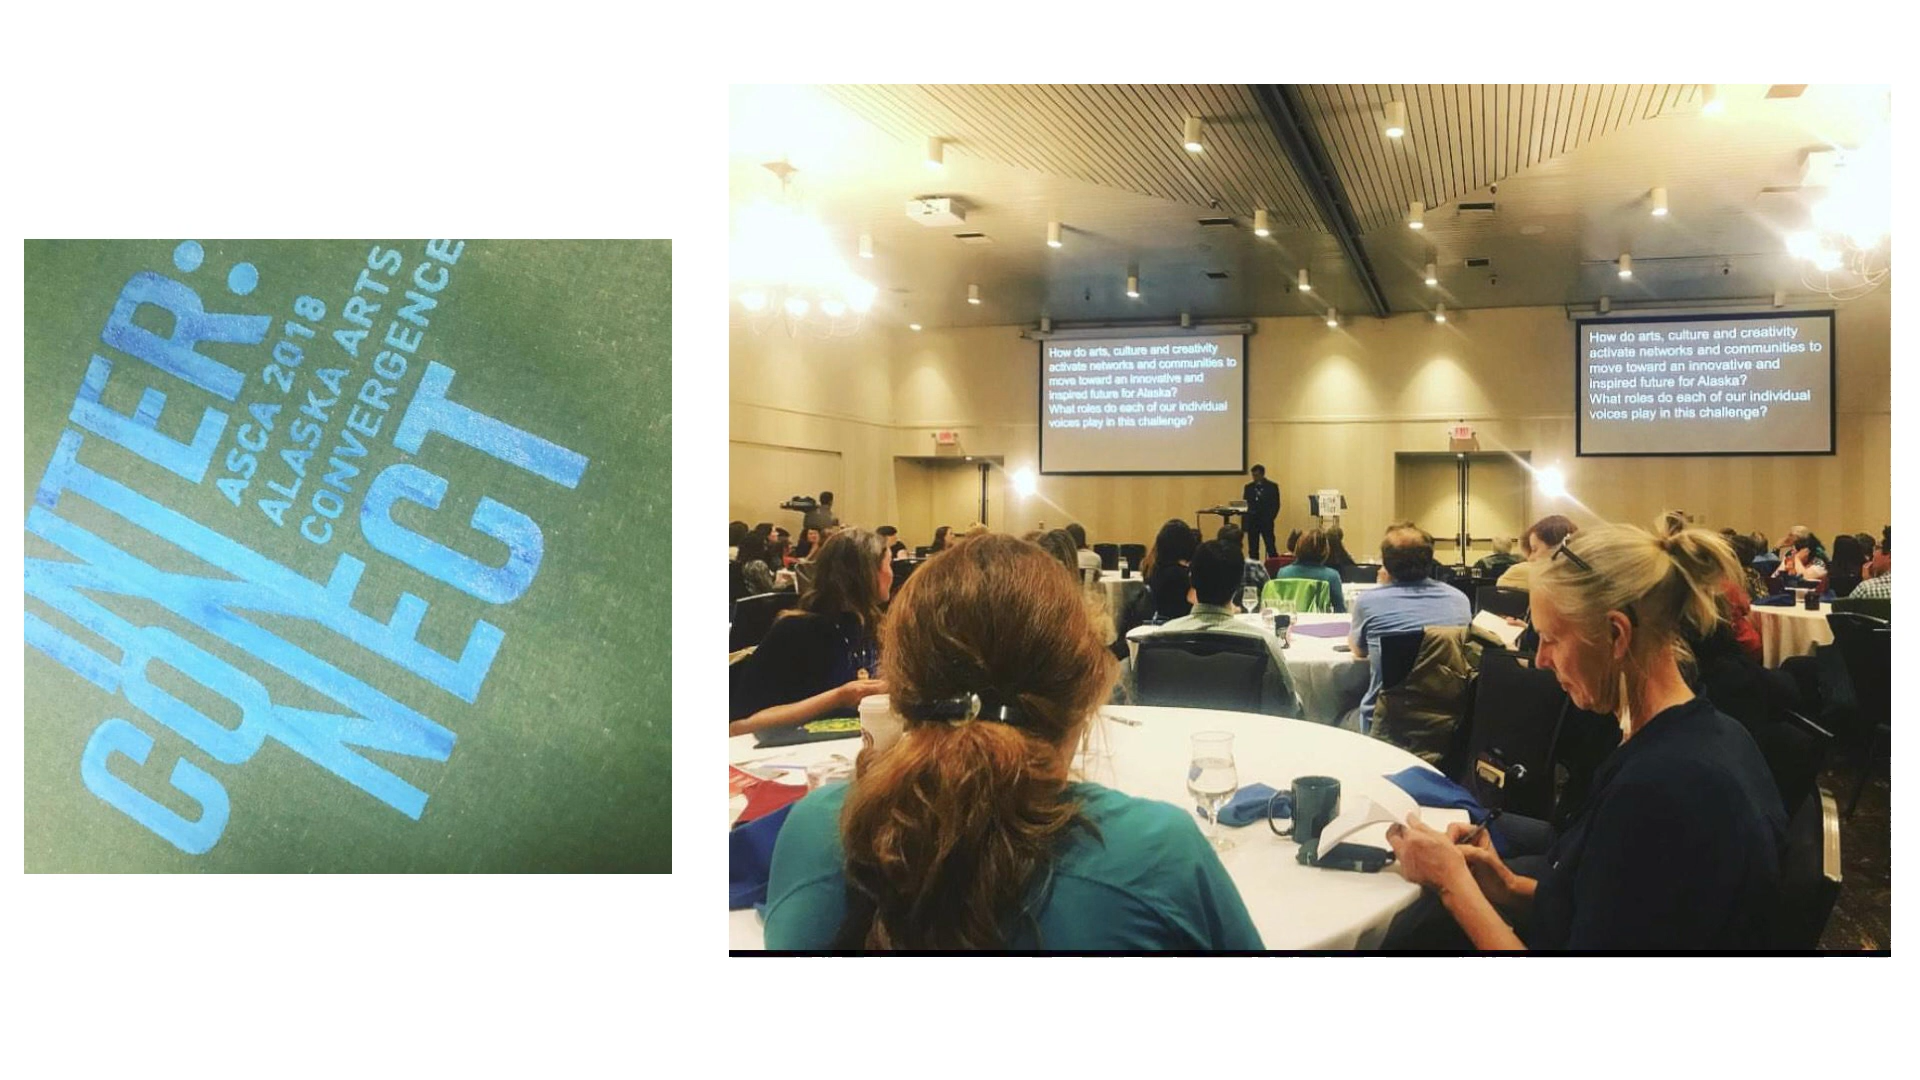 INTER:
ASCA 2018
ALASKA ARTS
CONVERGENCE
CONNECT
How do arts, culture and creativity
activate networks and communities to
move toward an innovative and
inspired future for Alaska?
What roles do each of our individual
voices play in this challenge?
How do arts, culture and creativity
activate networks and communities to
move toward an innovative and
inspired future for Alaska?
What roles do each of our individual
voices play in this challenge?